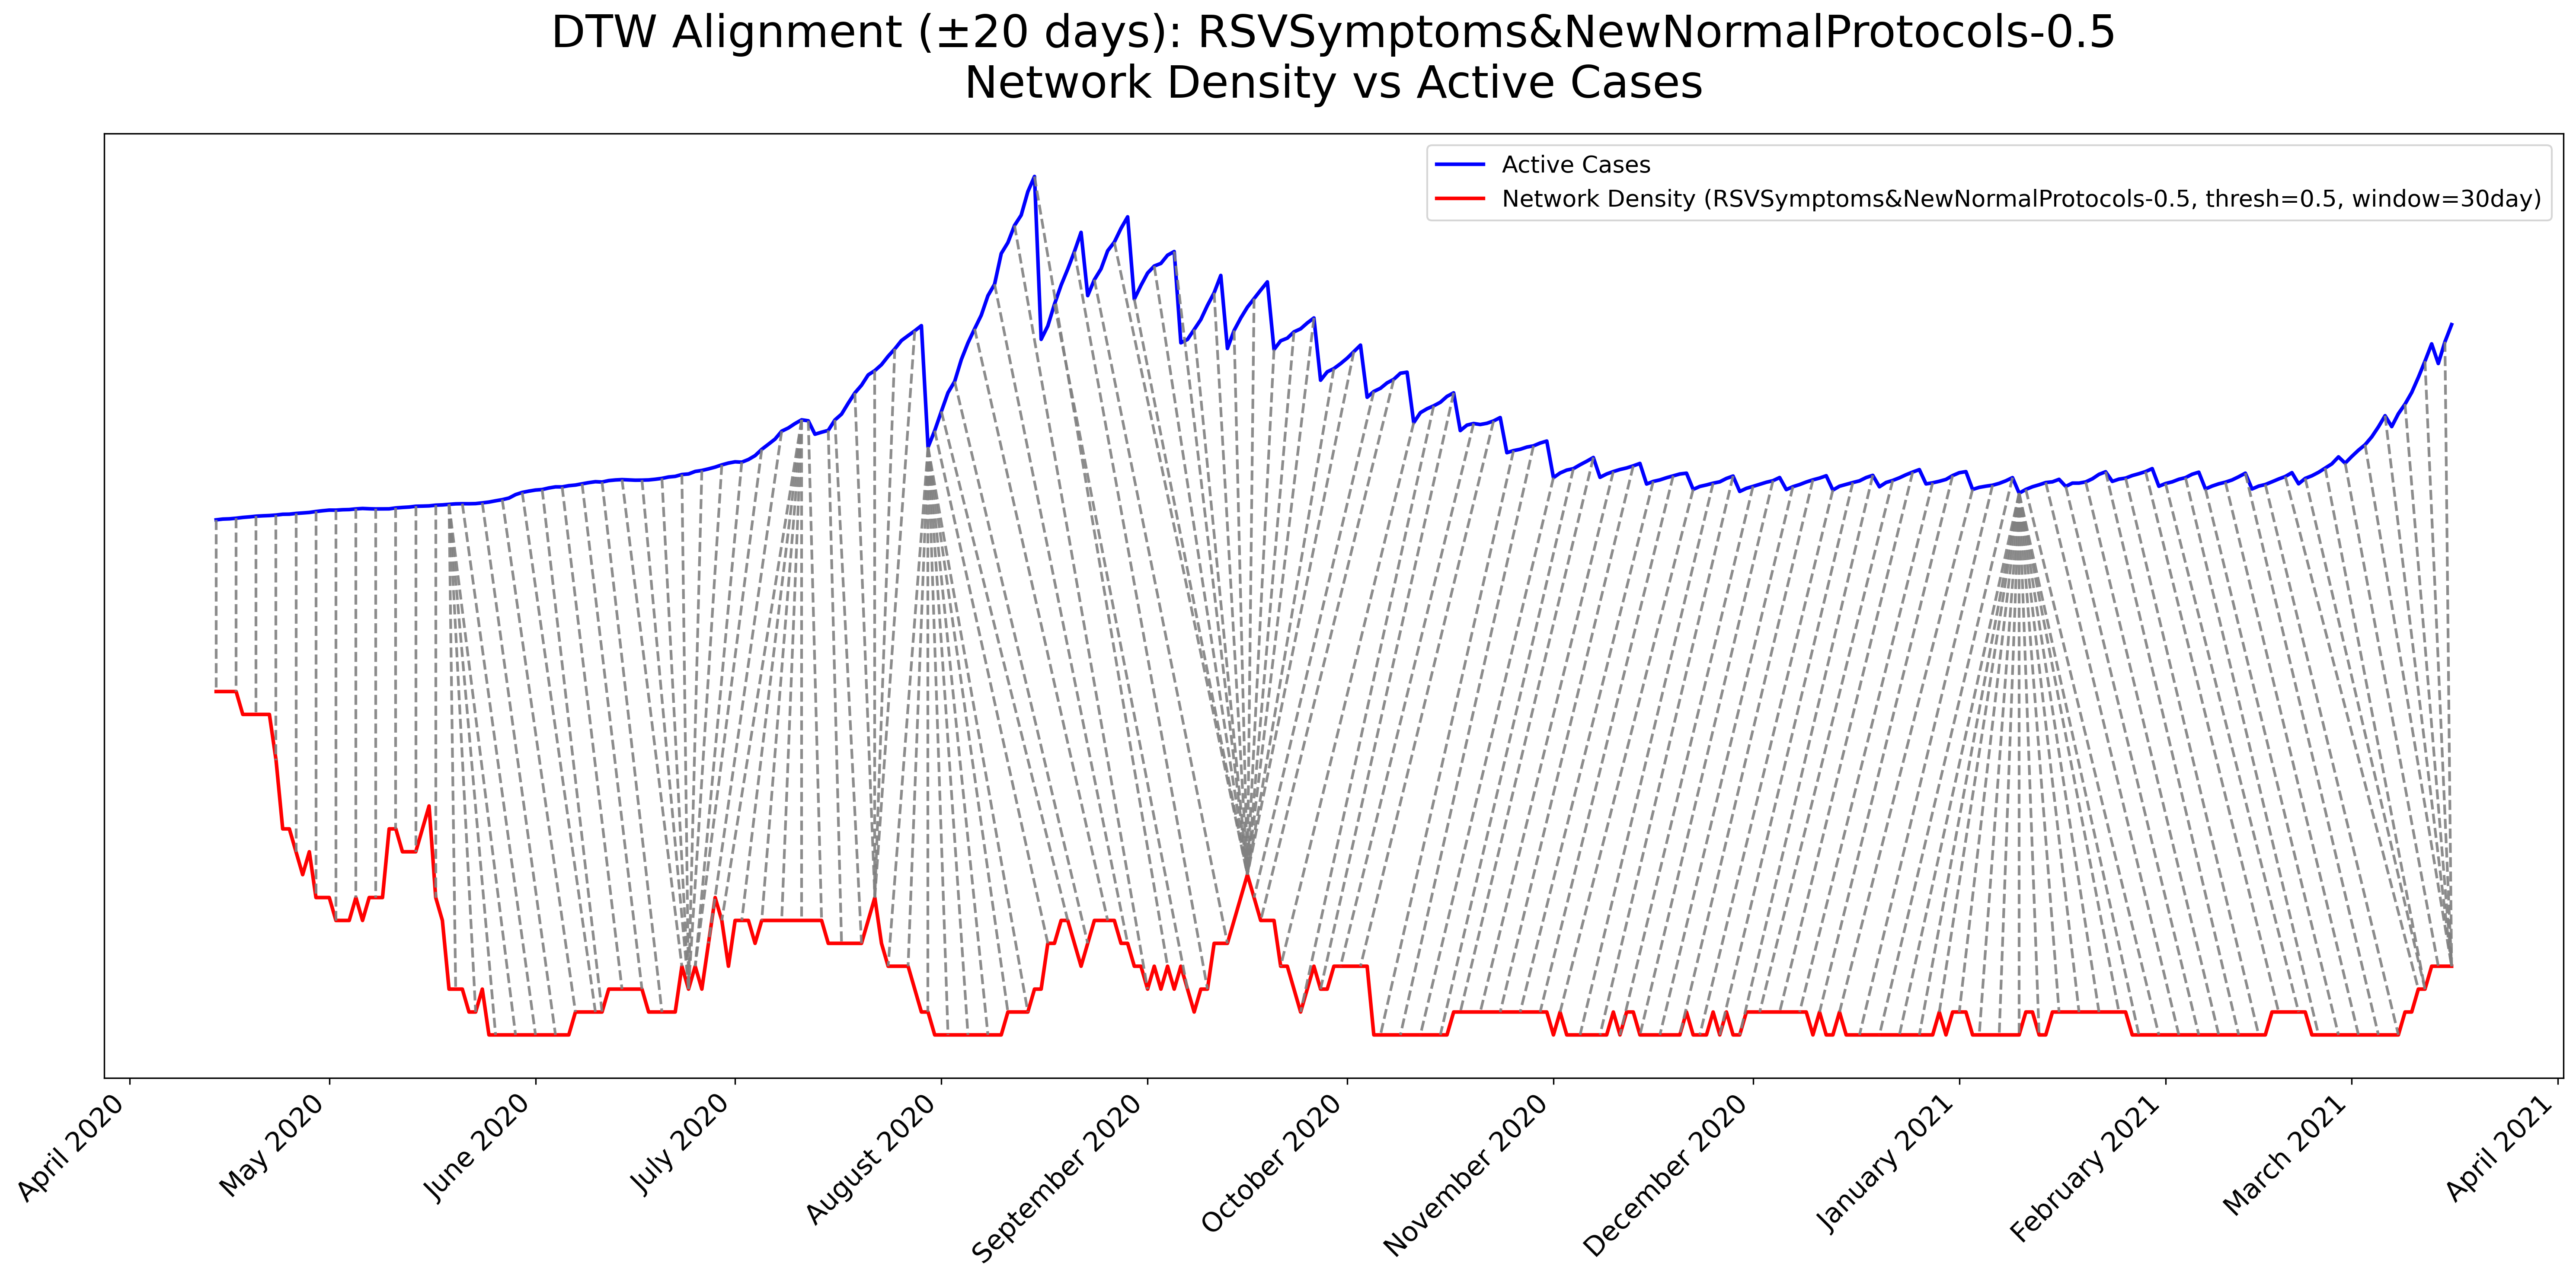 DTW Alignment (±20 days): RSVSymptoms&NewNormalProtocols-0.5
Network Density vs Active Cases
Active Cases
Network Density (RSVSymptoms&NewNormalProtocols-0.5, thresh=0.5, window=30day)
April 2020
May 2020
June 2020
July 2020
August 2020
September 2020
October 2020
November 2020
December 2020
January 2021
February 2021
March 2021
April 2021